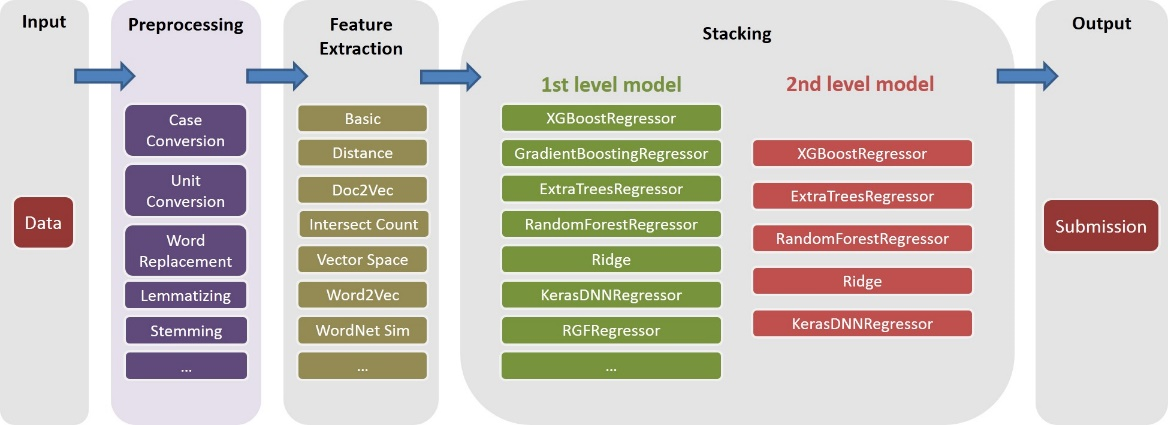 Input
Data
Preprocessing
Case
Conversion
Unit
Conversion
Word
Replacement
Lemmatizing
Stemming
...
Feature
Extraction
Basic
Distance
Doc2Vec
Intersect Count
Vector Space
Word2Vec
WordNet Sim
...
Stacking
1st level model
XGBoostRegressor
GradientBoostingRegressor
ExtraTreesRegressor
RandomForestRegressor
Ridge
KerasDNNRegressor
RGFRegressor
...
2nd level model
XGBoostRegressor
ExtraTreesRegressor
RandomForestRegressor
Ridge
KerasDNNRegressor
Output
Submission